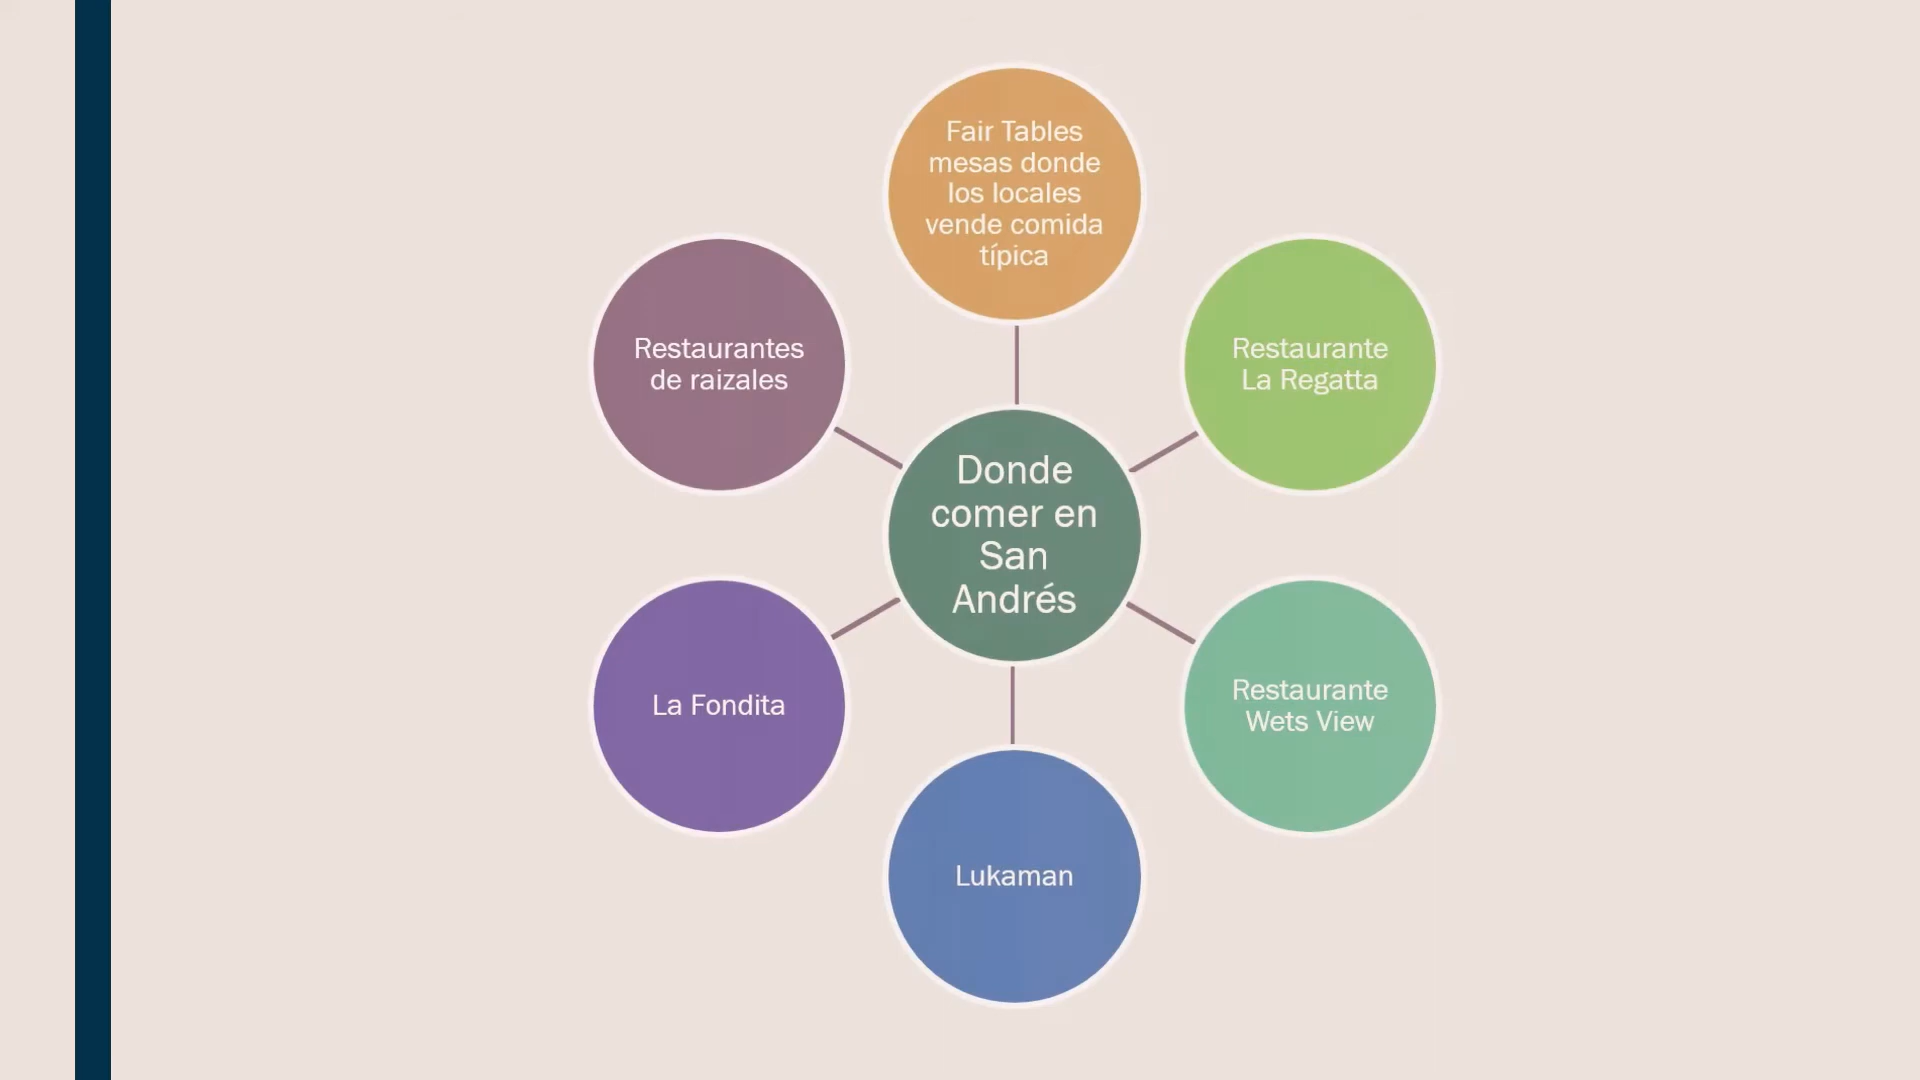 Fair Tables
mesas donde
los locales
vende comida
típica
Restaurantes
de raizales
Restaurante
La Regatta
Donde
comer en
San
Andrés
La Fondita
Restaurante
Wets View
Lukaman